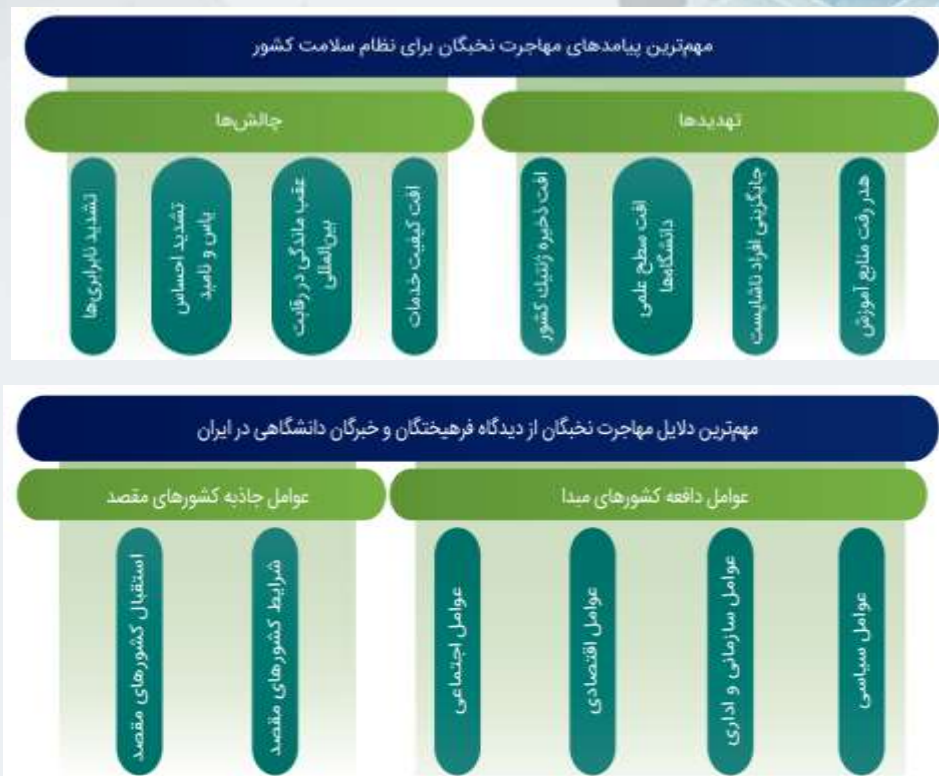 مهم‌ترین پیامدهای مهاجرت نخبگان برای نظام سلامت کشور
تهدیدها
چالش‌ها
هدر رفت منابع آموزش
جایگزینی افراد ناشایست
افت سطح علمی
دانشگاه‌ها
افت ذخیره ژنتیک کشور
افت کیفیت خدمات
عقب ماندگی در رقابت
بین‌المللی
تشدید احساس
یاس و ناامید
تشدید نابرابری‌ها
مهم‌ترین دلایل مهاجرت نخبگان از دیدگاه فرهیختگان و خبرگان دانشگاهی در ایران
عوامل دافعه کشورهای مبدا
عوامل جاذبه کشورهای مقصد
عوامل سیاسی
عوامل سازمانی و اداری
عوامل اقتصادی
عوامل اجتماعی
شرایط کشورهای مقصد
استقبال کشورهای مقصد